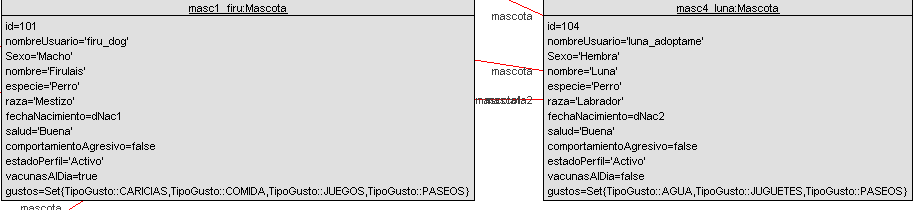 masc1_firu:Mascota
id=101
nombreUsuario='firu_dog'
Sexo='Macho'
nombre='Firulais'
especie='Perro'
raza='Mestizo'
fechaNacimiento=dNac1
salud='Buena'
comportamientoAgresivo=false
estadoPerfil='Activo'
vacunasAlDia=true
gustos=Set{TipoGusto::CARICIAS,TipoGusto::COMIDA,TipoGusto::JUEGOS,TipoGusto::PASEOS}
mascota
mascota
mascota
masc4_luna:Mascota
id=104
nombreUsuario='luna_adoptame'
Sexo='Hembra'
nombre='Luna'
especie='Perro'
raza='Labrador'
fechaNacimiento=dNac2
salud='Buena'
comportamientoAgresivo=false
estadoPerfil='Activo'
vacunasAlDia=false
gustos=Set{TipoGusto::AGUA,TipoGusto::JUGUETES,TipoGusto::PASEOS}